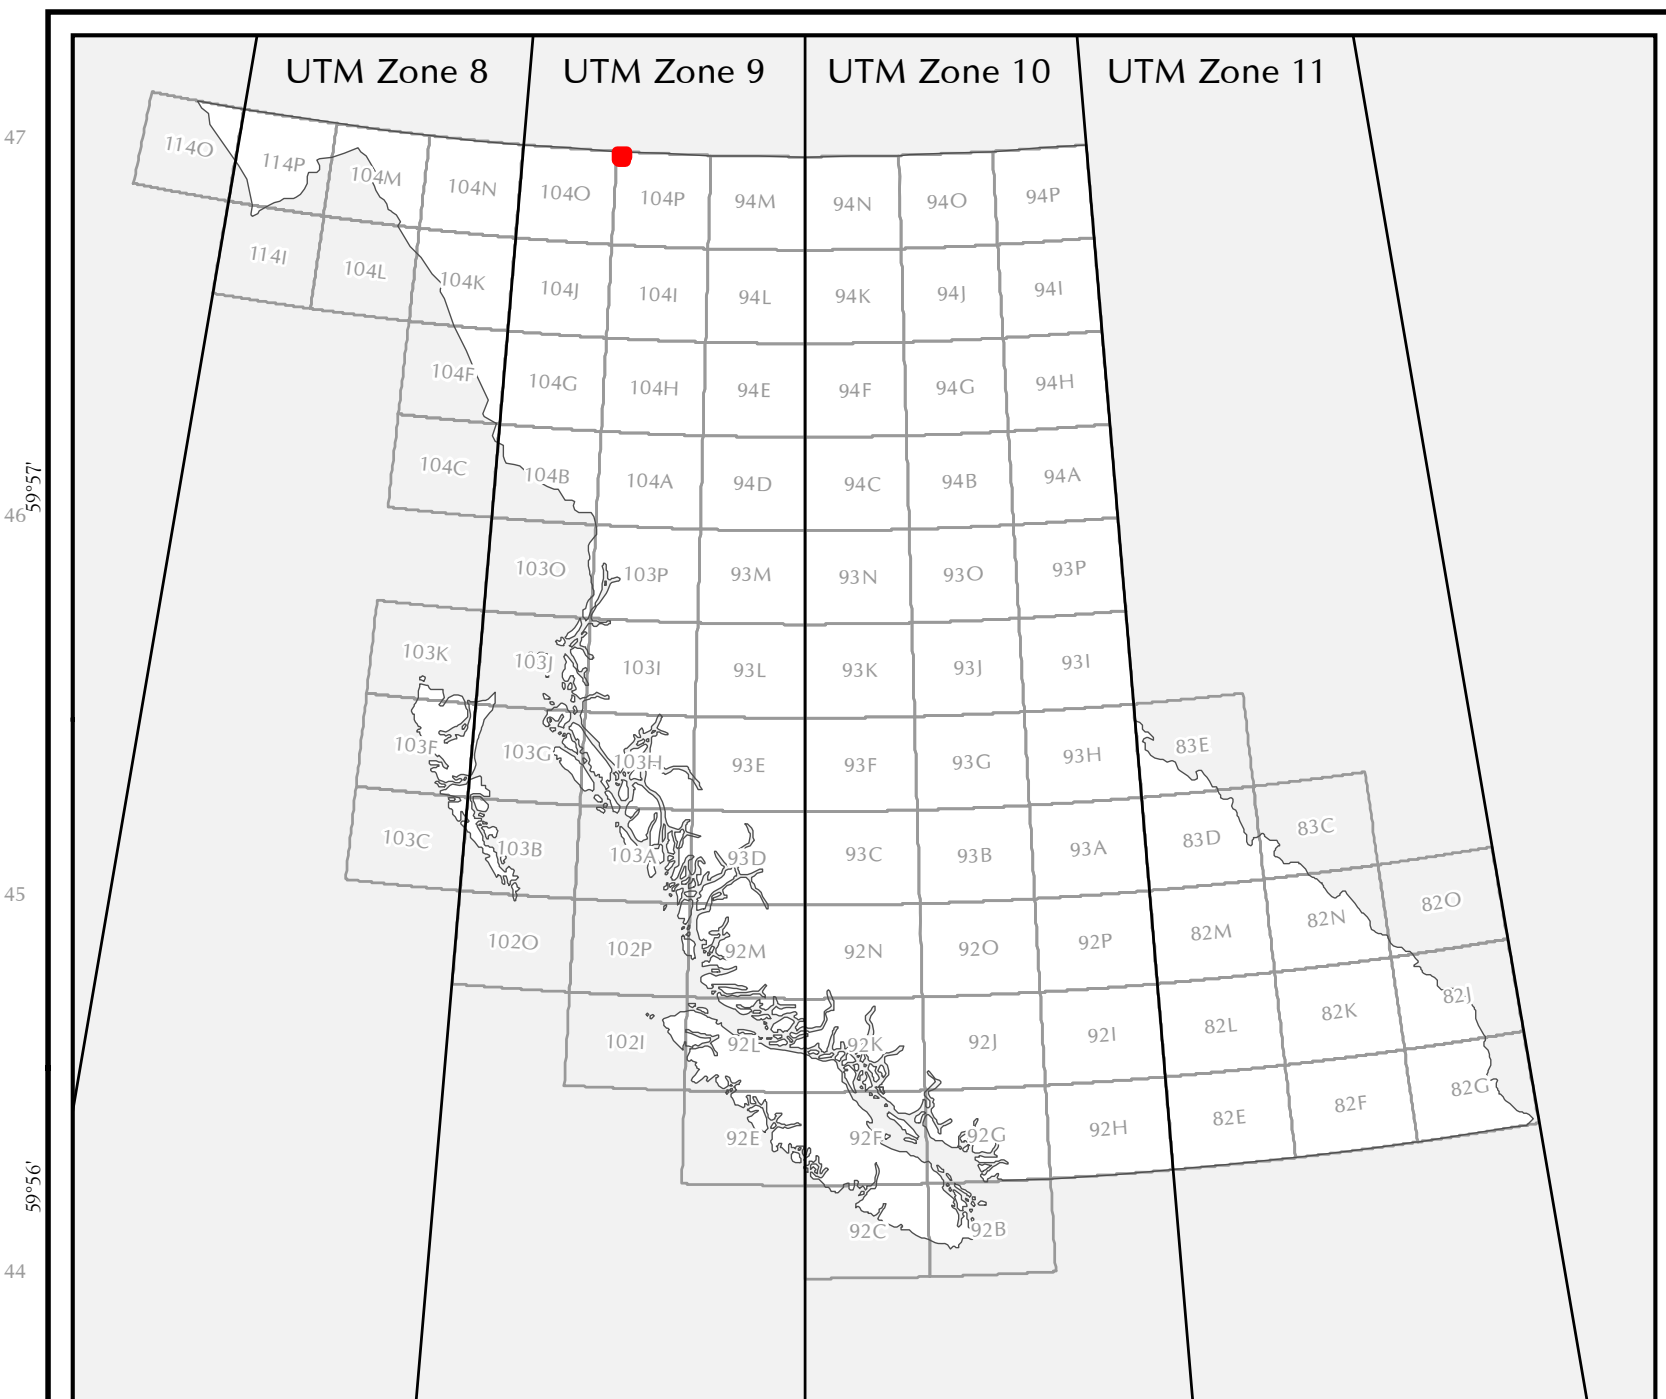 UTM Zone 8 UTM Zone 9 UTM Zone 10 UTM Zone 11
47
114O 114P 104M 104N 104O 104P 94M 94N 94O 94P
114I 104L 104K 104J 104I 94L 94K 94J 94I
104F 104G 104H 94E 94F 94G 94H
104C 104B 104A 94D 94C 94B 94A
59°57'
46
103O 103P 93M 93N 93O 93P
103K 103J 103I 93L 93K 93J 93I
103F 103G 103H 93E 93F 93G 93H 83E
103C 103B 103A 93D 93C 93B 93A 83D 83C
45
102O 102P 92M 92N 92O 92P 82M 82N 82O
102I 92L 92K 92J 92I 82L 82K 82J
92E 92F 92G 92H 82E 82F 82G
59°56'
92C 92B
44